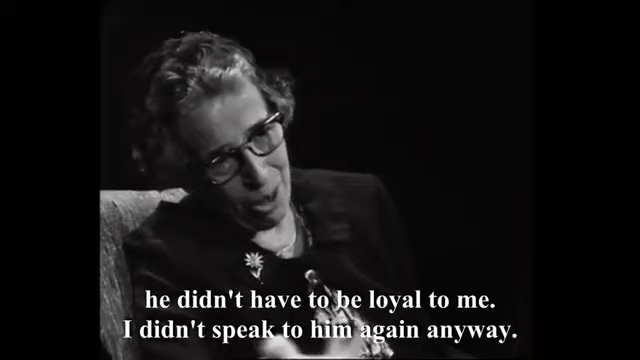 he didn't have to be loyal to me.
I didn't speak to him again anyway.